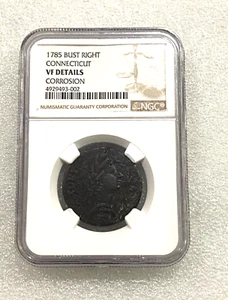 1785 BUST RIGHT
CONNECTICUT
VF DETAILS
CORROSION
4929493-002
NUMISMATIC GUARANTY CORPORATION
NGC